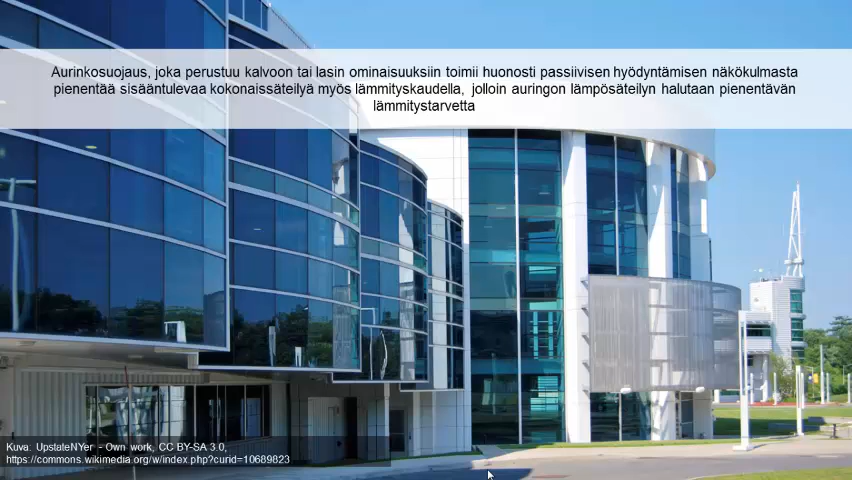 Aurinkosuojaus, joka perustuu kalvoon tai lasin ominaisuuksiin toimii huonosti passiivisen hyödyntämisen näkökulmasta
pienentää sisääntulevaa kokonaissäteilyä myös lämmityskaudella, jolloin auringon lämpösäteilyn halutaan pienentävän
lämmitystarvetta
Kuva: UpstateNYer - Own work, CC BY-SA 3.0,
https://commons.wikimedia.org/w/index.php?curid=10689823